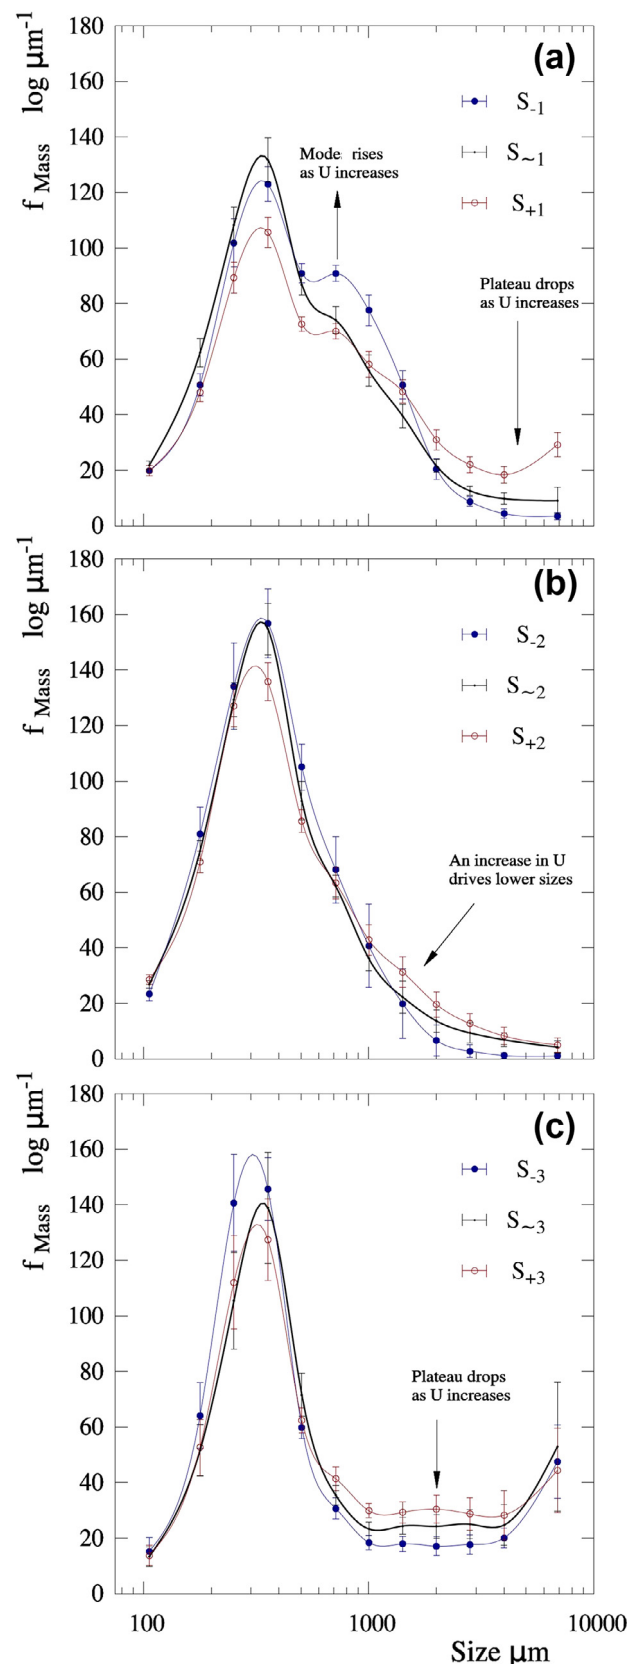 180
160
140
120
100
80
60
40
20
0
f Mass log μm-1
(a)
S-1
S~1
S+1
Mode rises
as U increases
Plateau drops
as U increases
180
160
140
120
100
80
60
40
20
0
f Mass log μm-1
(b)
S-2
S~2
S+2
An increase in U
drives lower sizes
180
160
140
120
100
80
60
40
20
0
f Mass log μm-1
(c)
S-3
S~3
S+3
Plateau drops
as U increases
100 1000 10000
Size μm